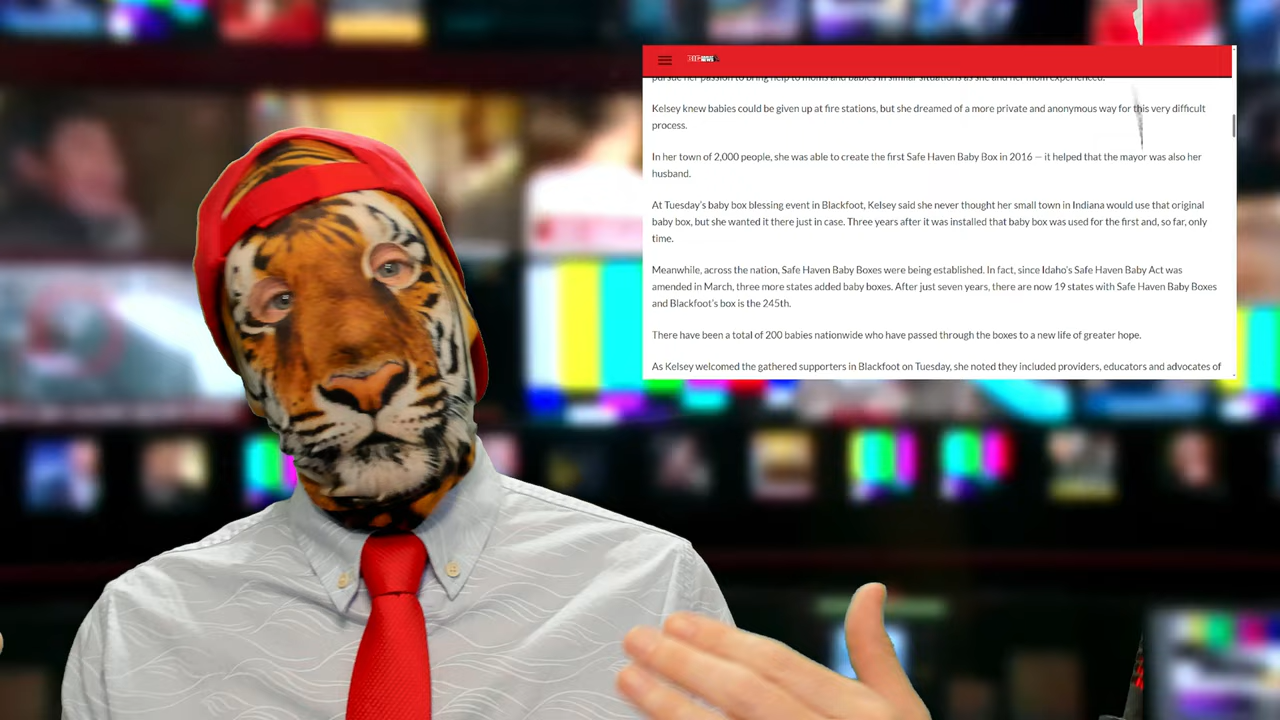 pursue her passion to bring help to moms and babies in similar situations as she and her mom experienced.
Kelsey knew babies could be given up at fire stations, but she dreamed of a more private and anonymous way for this very difficult
process.
In her town of 2,000 people, she was able to create the first Safe Haven Baby Box in 2016 — it helped that the mayor was also her
husband.
At Tuesday's baby box blessing event in Blackfoot, Kelsey said she never thought her small town in Indiana would use that original
baby box, but she wanted it there just in case. Three years after it was installed that baby box was used for the first and, so far, only
time.
Meanwhile, across the nation, Safe Haven Baby Boxes were being established. In fact, since Idaho's Safe Haven Baby Act was
amended in March, three more states added baby boxes. After just seven years, there are now 19 states with Safe Haven Baby Boxes
and Blackfoot's box is the 245th.
There have been a total of 200 babies nationwide who have passed through the boxes to a new life of greater hope.
As Kelsey welcomed the gathered supporters in Blackfoot on Tuesday, she noted they included providers, educators and advocates of